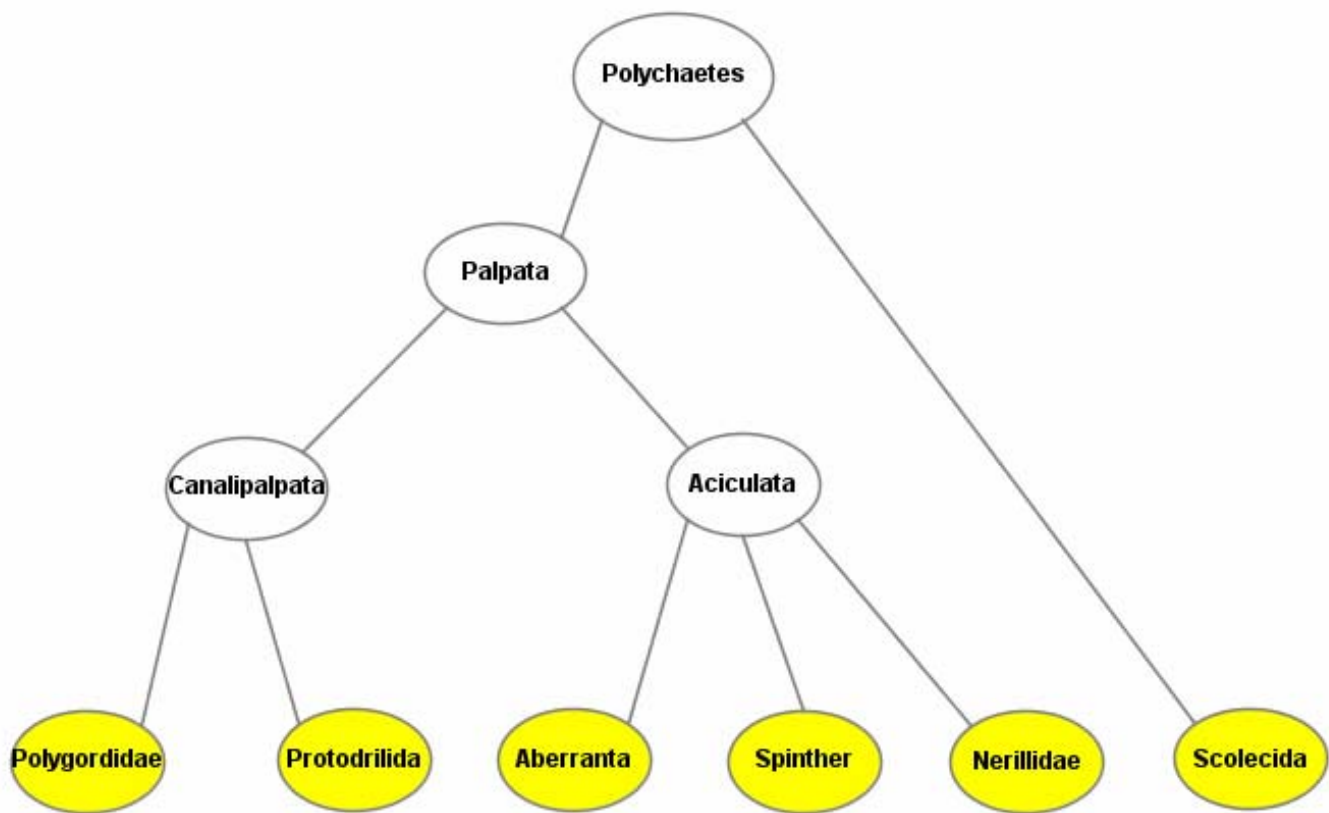 Polychaetes
Palpata
Canalipalpata
Aciculata
Polygordidae
Protodrilida
Aberranta
Spinther
Nerillidae
Scolecida